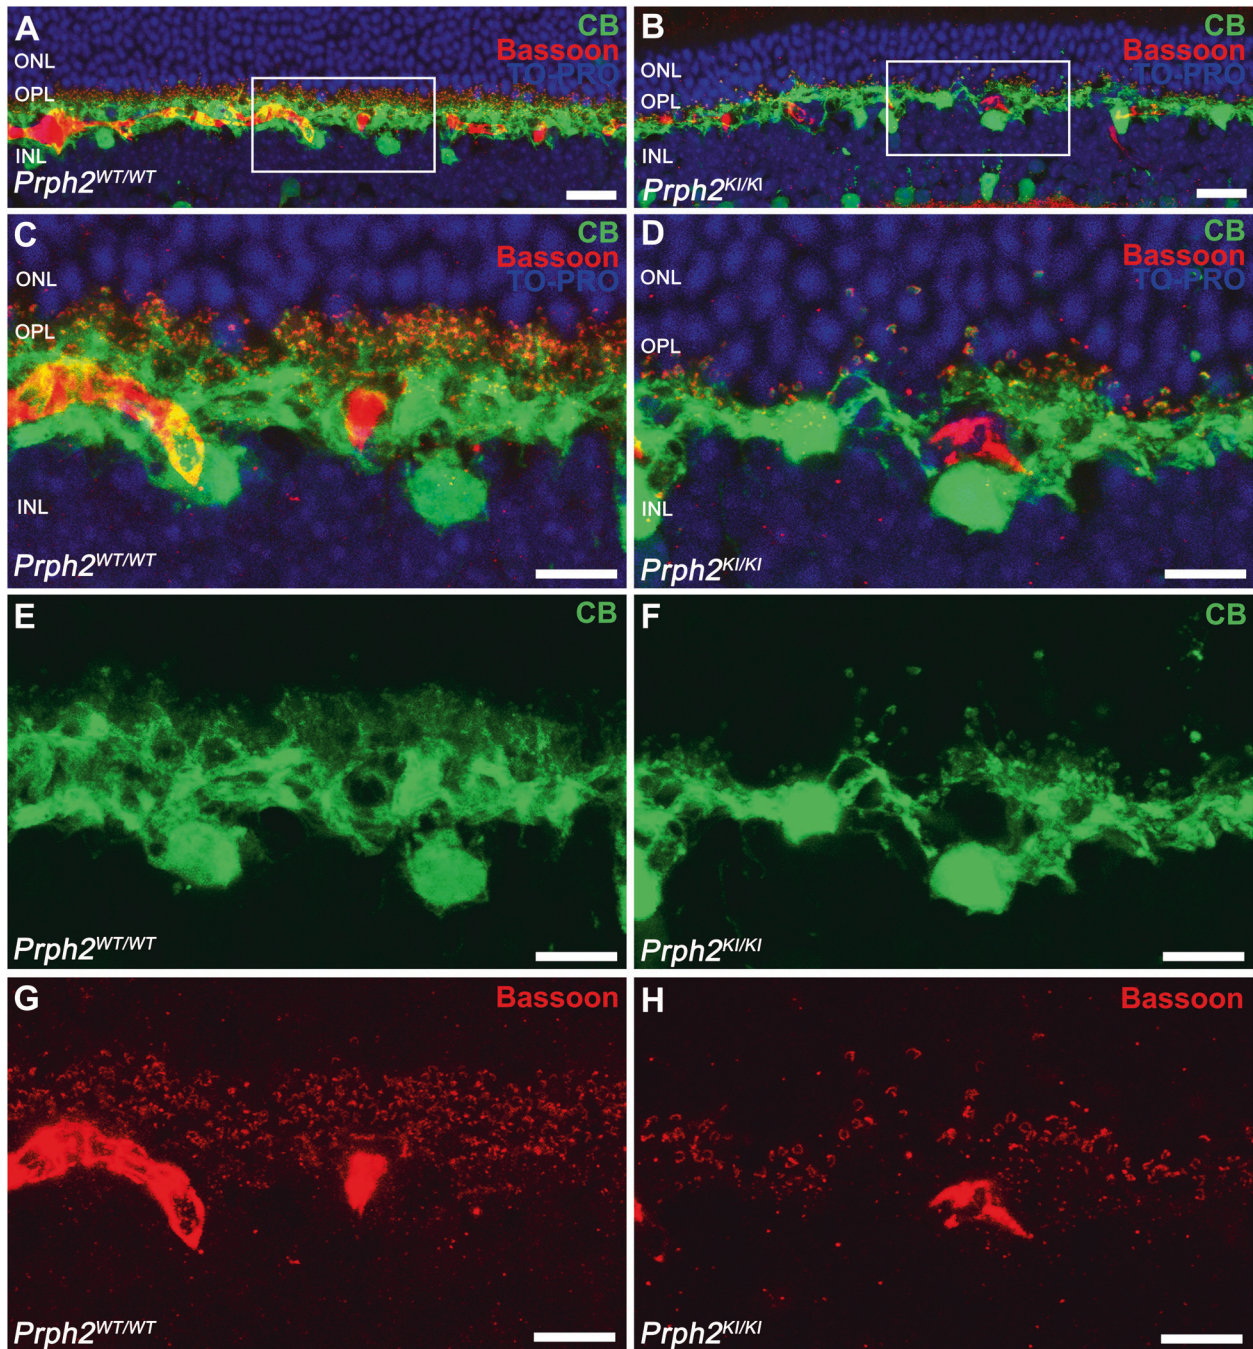 A
CB
Bassoon
TO-PRO
ONL
OPL
INL
Prph2WT/WT
B
CB
Bassoon
TO-PRO
ONL
OPL
INL
Prph2KI/KI
C
CB
Bassoon
TO-PRO
ONL
OPL
INL
Prph2WT/WT
D
CB
Bassoon
TO-PRO
ONL
OPL
INL
Prph2KI/KI
E
CB
Prph2WT/WT
F
CB
Prph2KI/KI
G
Bassoon
Prph2WT/WT
H
Bassoon
Prph2KI/KI